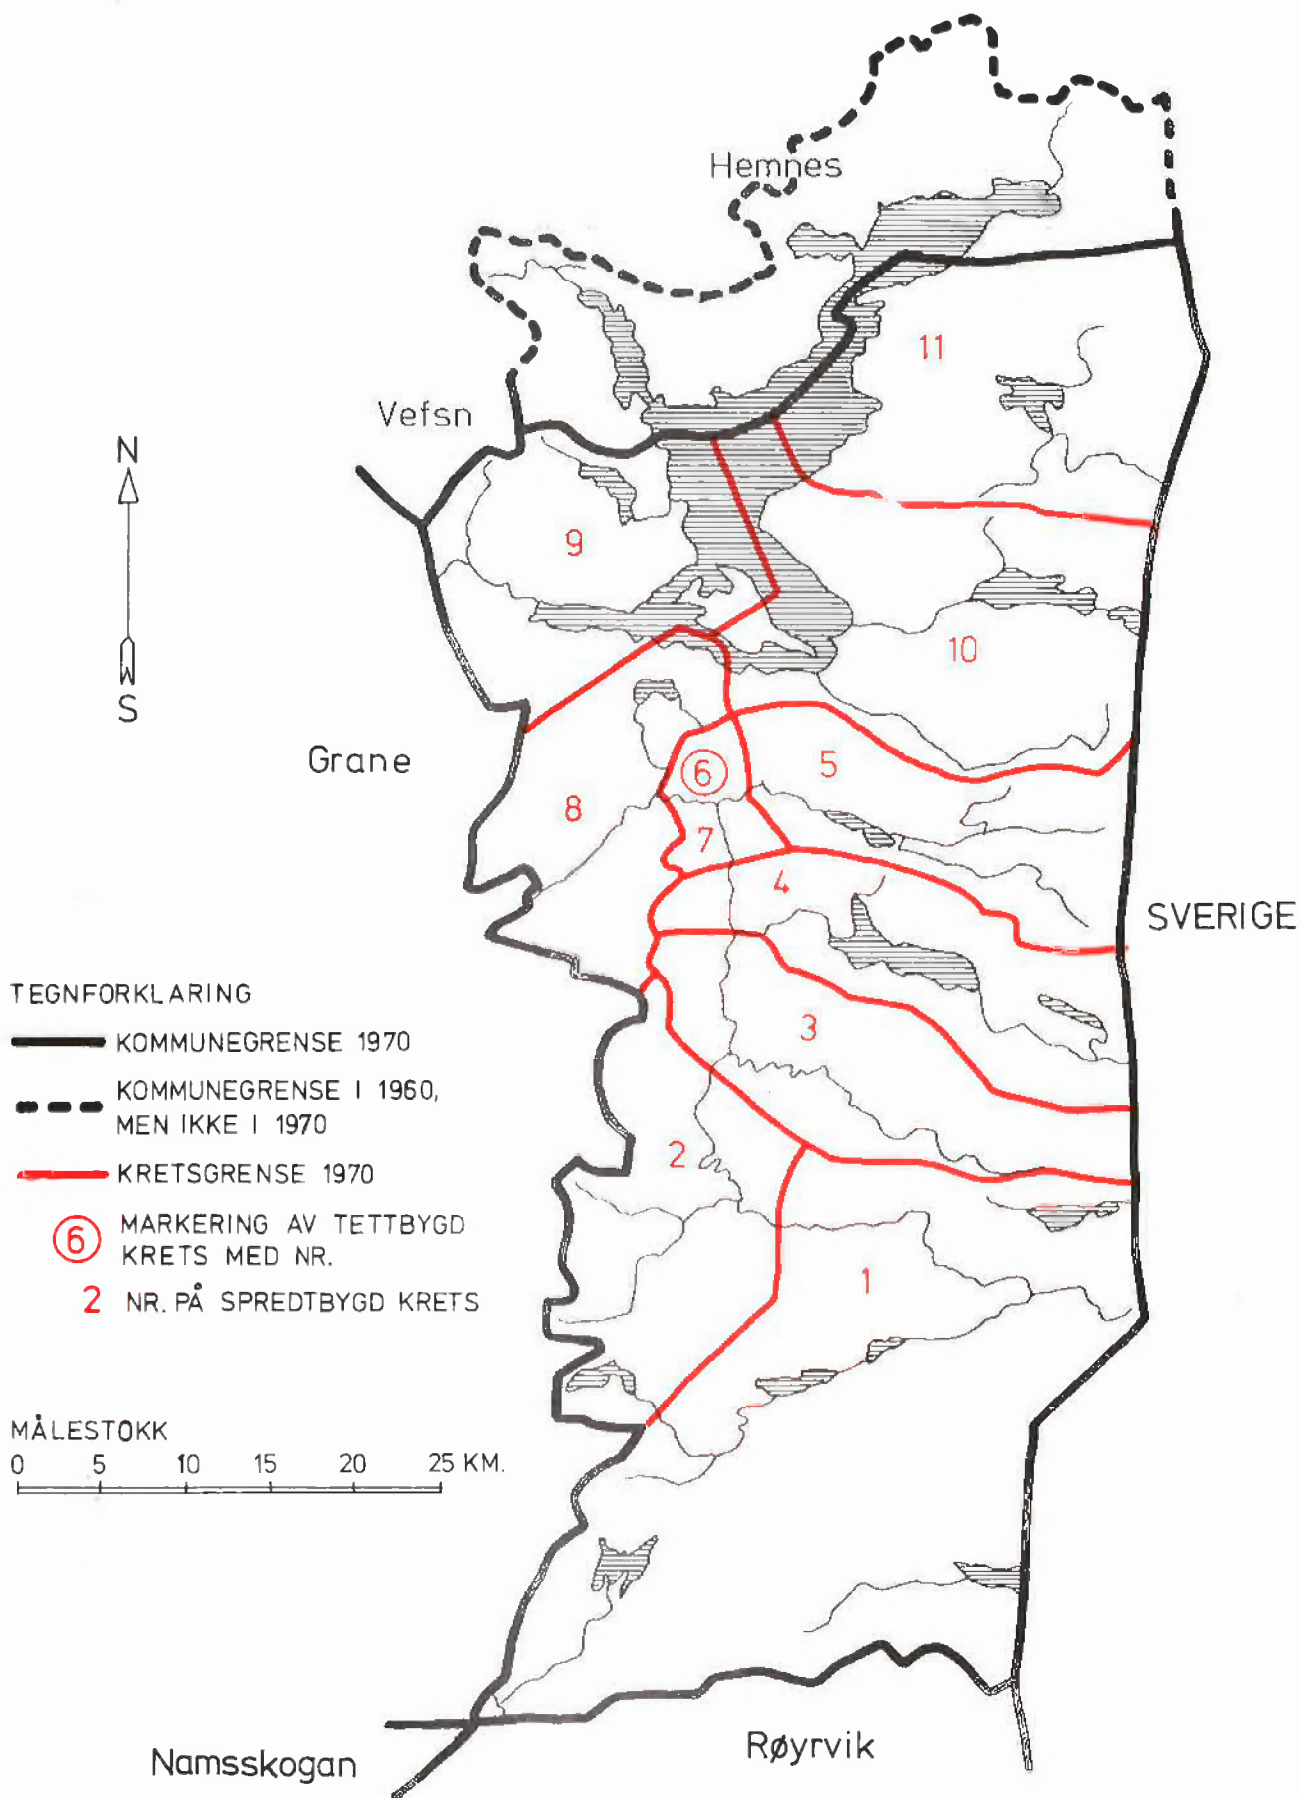 Hemnes
11
Vefsn
N
9
10
S
Grane
5
6
8
7
4
SVERIGE
TEGNFORKLARING
KOMMUNEGRENSE 1970
3
KOMMUNEGRENSE I 1960,
MEN IKKE I 1970
2
KRETSGRENSE 1970
6 MARKERING AV TETTBYGD
KRETS MED NR.
1
2 NR. PÅ SPREDTBYGD KRETS
MÅLESTOKK
0 5 10 15 20 25 KM.
Røyrvik
Namsskogan